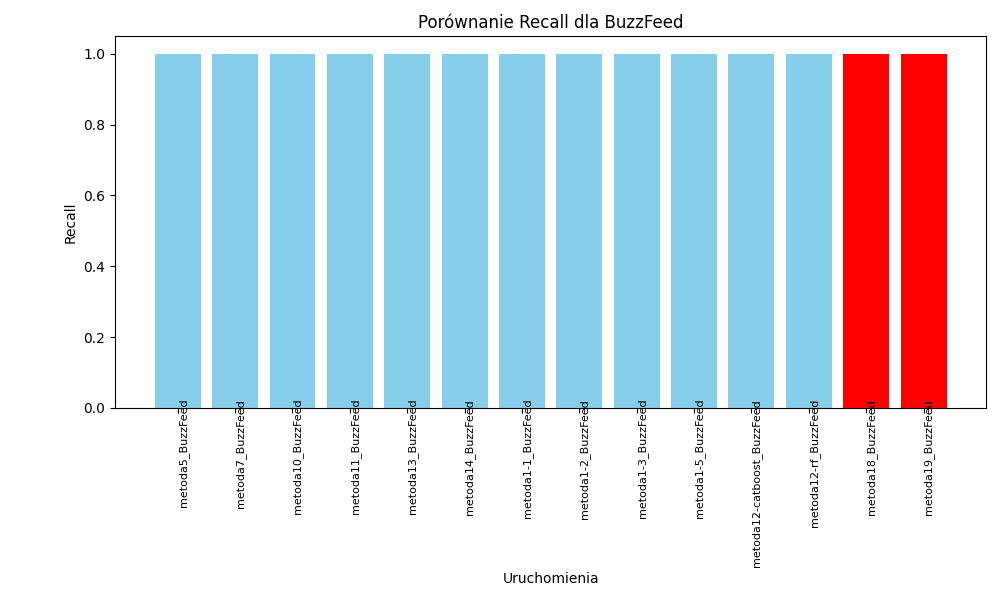 Porównanie Recall dla BuzzFeed
1.0
0.8
0.6
0.4
0.2
0.0
Recall
metoda5_BuzzFeed
metoda7_BuzzFeed
metoda10_BuzzFeed
metoda11_BuzzFeed
metoda13_BuzzFeed
metoda14_BuzzFeed
metoda1-1_BuzzFeed
metoda1-2_BuzzFeed
metoda1-3_BuzzFeed
metoda1-5_BuzzFeed
metoda12-catboost_BuzzFeed
metoda12-rf_BuzzFeed
metoda18_BuzzFeed
metoda19_BuzzFeed
Uruchomienia